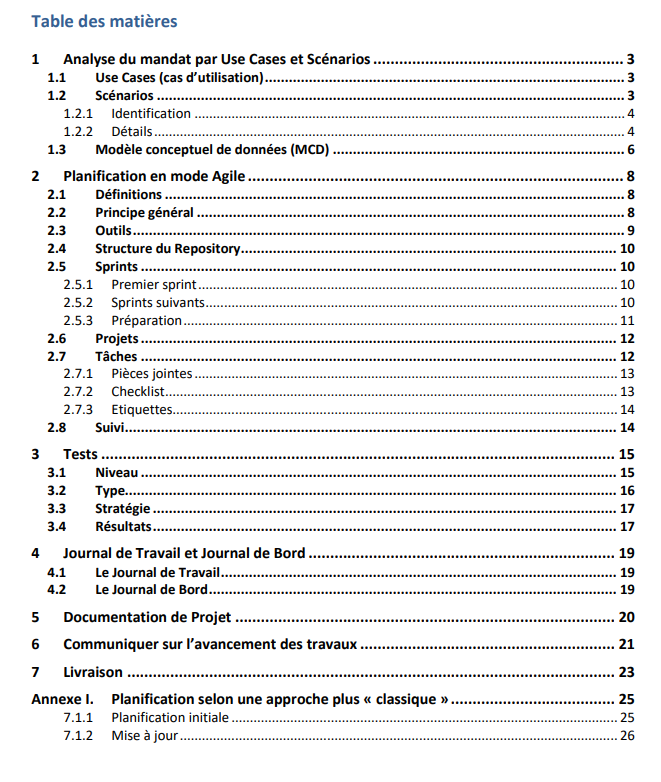 Table des matières
1 Analyse du mandat par Use Cases et Scénarios ........ 3
1.1 Use Cases (cas d’utilisation) ........ 3
1.2 Scénarios ........ 3
1.2.1 Identification ........ 4
1.2.2 Détails ........ 4
1.3 Modèle conceptuel de données (MCD) ........ 6
2 Planification en mode Agile ........ 8
2.1 Définitions ........ 8
2.2 Principe général ........ 8
2.3 Outils ........ 9
2.4 Structure du Repository ........ 10
2.5 Sprints ........ 10
2.5.1 Premier sprint ........ 10
2.5.2 Sprints suivants ........ 10
2.5.3 Préparation ........ 11
2.6 Projets ........ 12
2.7 Tâches ........ 12
2.7.1 Pièces jointes ........ 13
2.7.2 Checklist ........ 13
2.7.3 Etiquettes ........ 14
2.8 Suivi ........ 14
3 Tests ........ 15
3.1 Niveau ........ 15
3.2 Type ........ 16
3.3 Stratégie ........ 17
3.4 Résultats ........ 17
4 Journal de Travail et Journal de Bord ........ 19
4.1 Le Journal de Travail ........ 19
4.2 Le Journal de Bord ........ 19
5 Documentation de Projet ........ 20
6 Communiquer sur l’avancement des travaux ........ 21
7 Livraison ........ 23
Annexe I. Planification selon une approche plus « classique » ........ 25
7.1.1 Planification initiale ........ 25
7.1.2 Mise à jour ........ 26